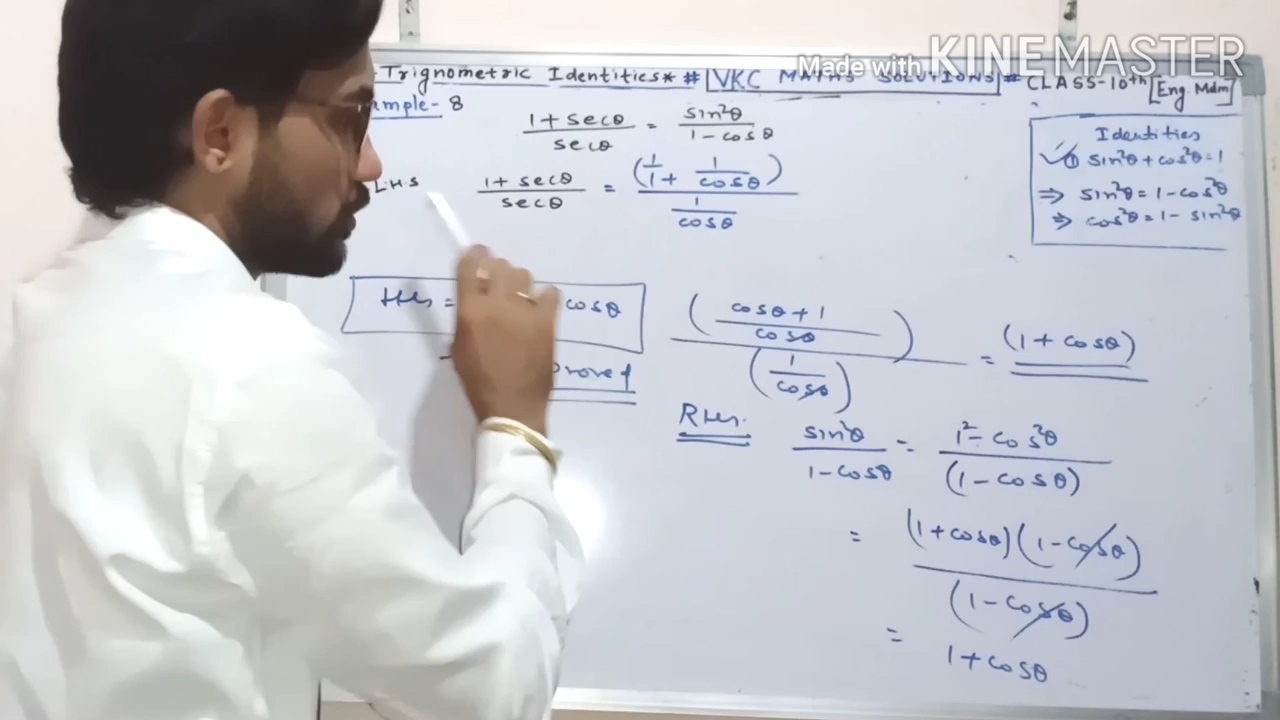 Made with KINEMASTER
Trignometric Identities* # VKC MATHS SOLUTIONS # CLASS-10th [Eng Mdm]
8
(1 + secθ)/secθ = sin²θ/(1 - cosθ)
Identities
① sin²θ + cos²θ = 1
⇒ sin²θ = 1 - cos²θ
⇒ cos²θ = 1 - sin²θ
LHS (1 + secθ)/secθ = (1/1 + 1/cosθ)/(1/cosθ)
= cosθ
((cosθ + 1)/cosθ)/(1/cosθ) = (1 + cosθ)
RHS. sin²θ/(1 - cosθ) = (1² - cos²θ)/(1 - cosθ)
= (1 + cosθ)(1 - cosθ)/(1 - cosθ)
= 1 + cosθ